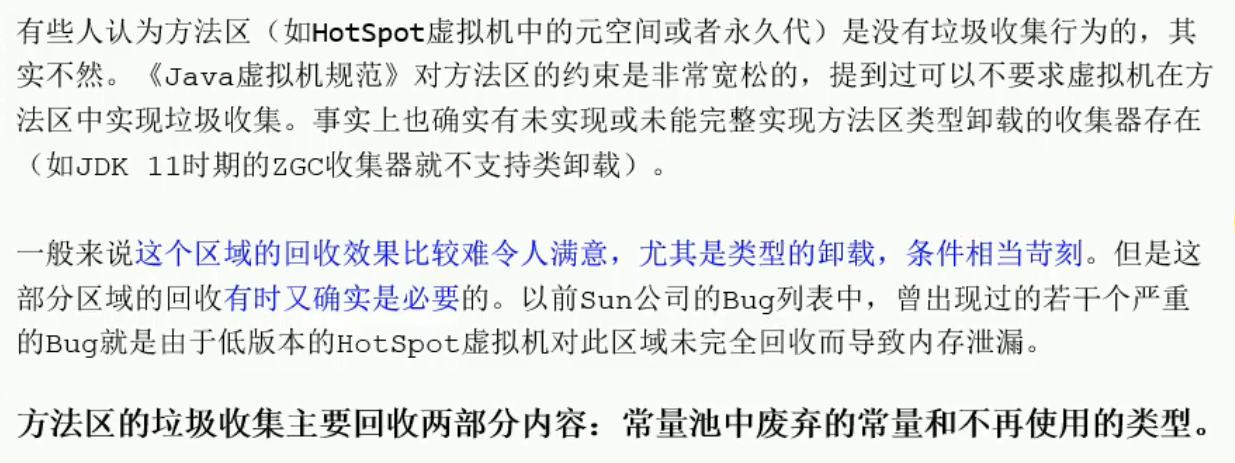 有些人认为方法区（如HotSpot虚拟机中的元空间或者永久代）是没有垃圾收集行为的，其
实不然。《Java虚拟机规范》对方法区的约束是非常宽松的，提到过可以不要求虚拟机在方
法区中实现垃圾收集。事实上也确实有未实现或未能完整实现方法区类型卸载的收集器存在
（如JDK 11时期的ZGC收集器就不支持类卸载）。
一般来说这个区域的回收效果比较难令人满意，尤其是类型的卸载，条件相当苛刻。但是这
部分区域的回收有时又确实是必要的。以前Sun公司的Bug列表中，曾出现过的若干个严重
的Bug就是由于低版本的HotSpot虚拟机对此区域未完全回收而导致内存泄漏。
方法区的垃圾收集主要回收两部分内容：常量池中废弃的常量和不再使用的类型。